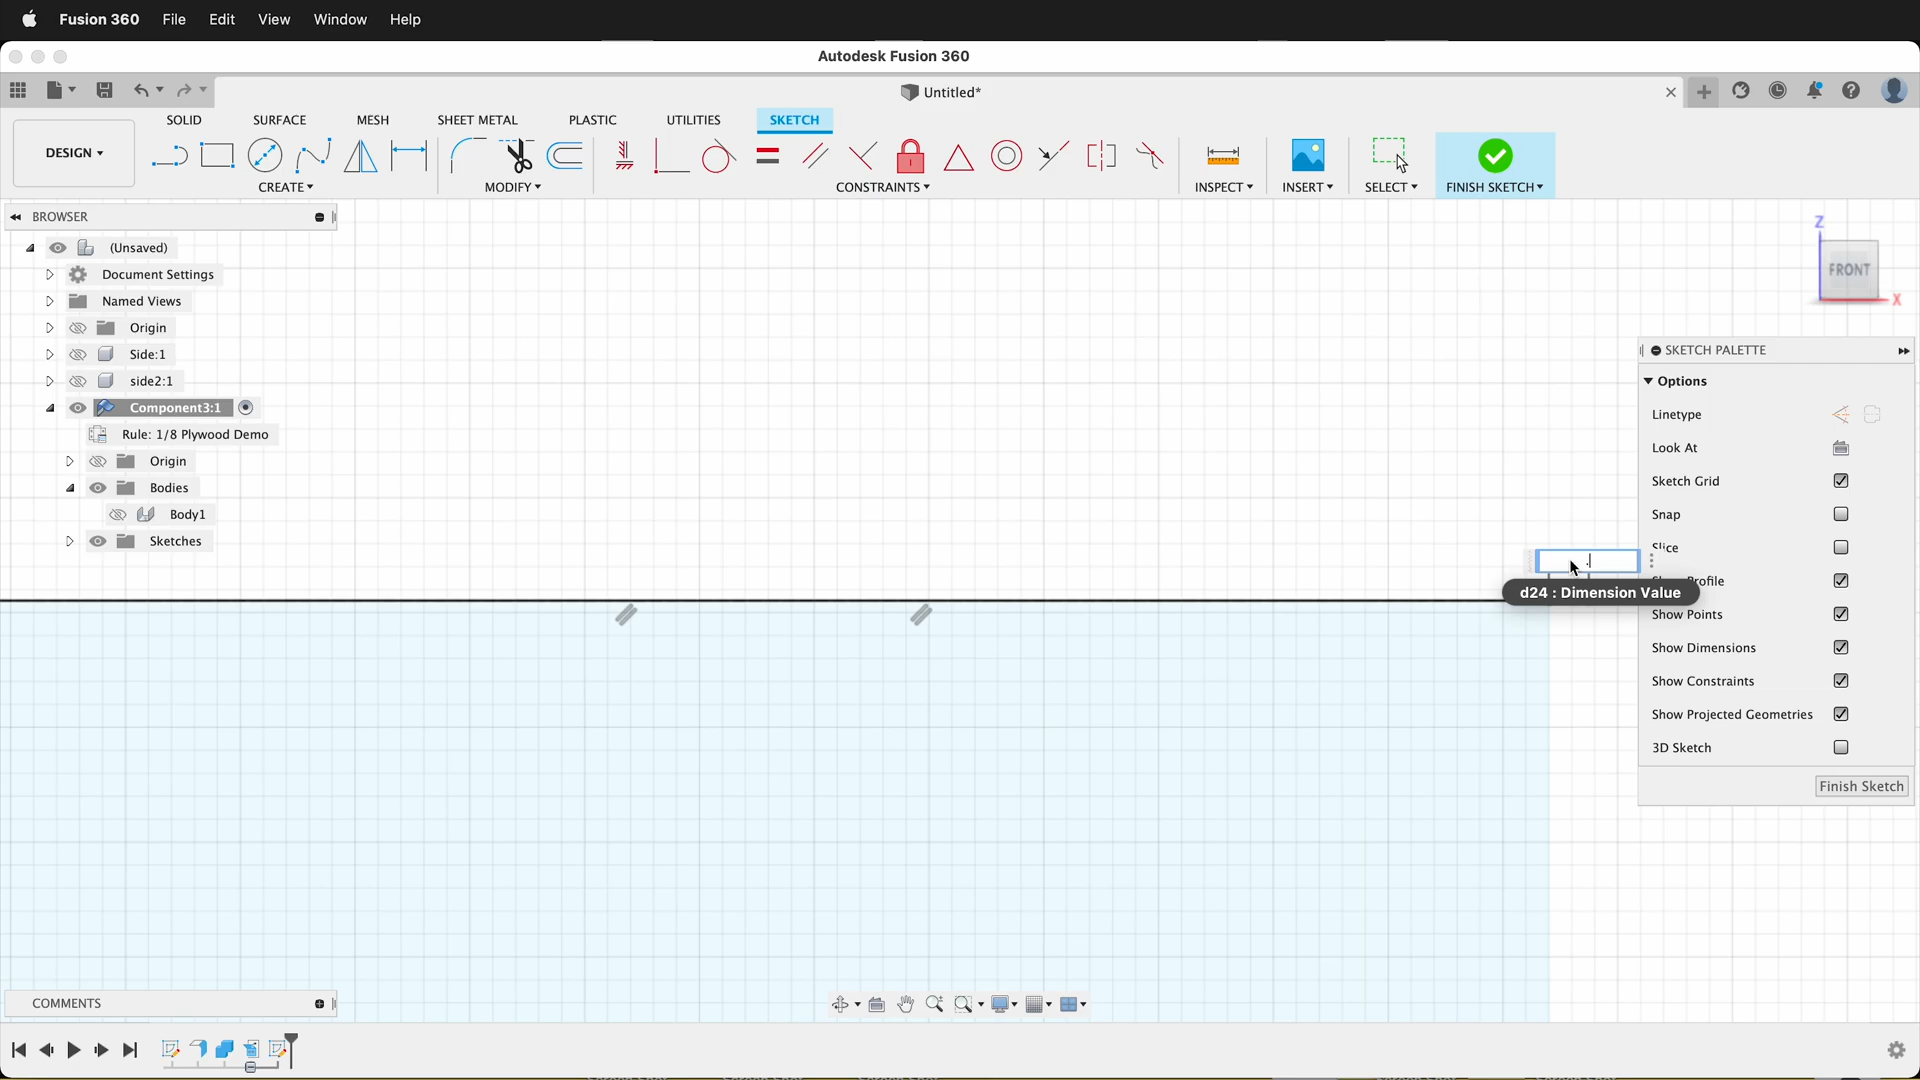 Fusion 360 File Edit View Window Help
Autodesk Fusion 360
Untitled*
DESIGN
SOLID SURFACE MESH SHEET METAL PLASTIC UTILITIES SKETCH
CREATE MODIFY CONSTRAINTS INSPECT INSERT SELECT FINISH SKETCH
BROWSER
(Unsaved)
Document Settings
Named Views
Origin
Side:1
side2:1
Component3:1
Rule: 1/8 Plywood Demo
Origin
Bodies
Body1
Sketches
Z
FRONT
X
SKETCH PALETTE
Options
Linetype
Look At
Sketch Grid
Snap
Slice
.
d24 : Dimension Value
Show Points
Show Dimensions
Show Constraints
Show Projected Geometries
3D Sketch
Finish Sketch
COMMENTS